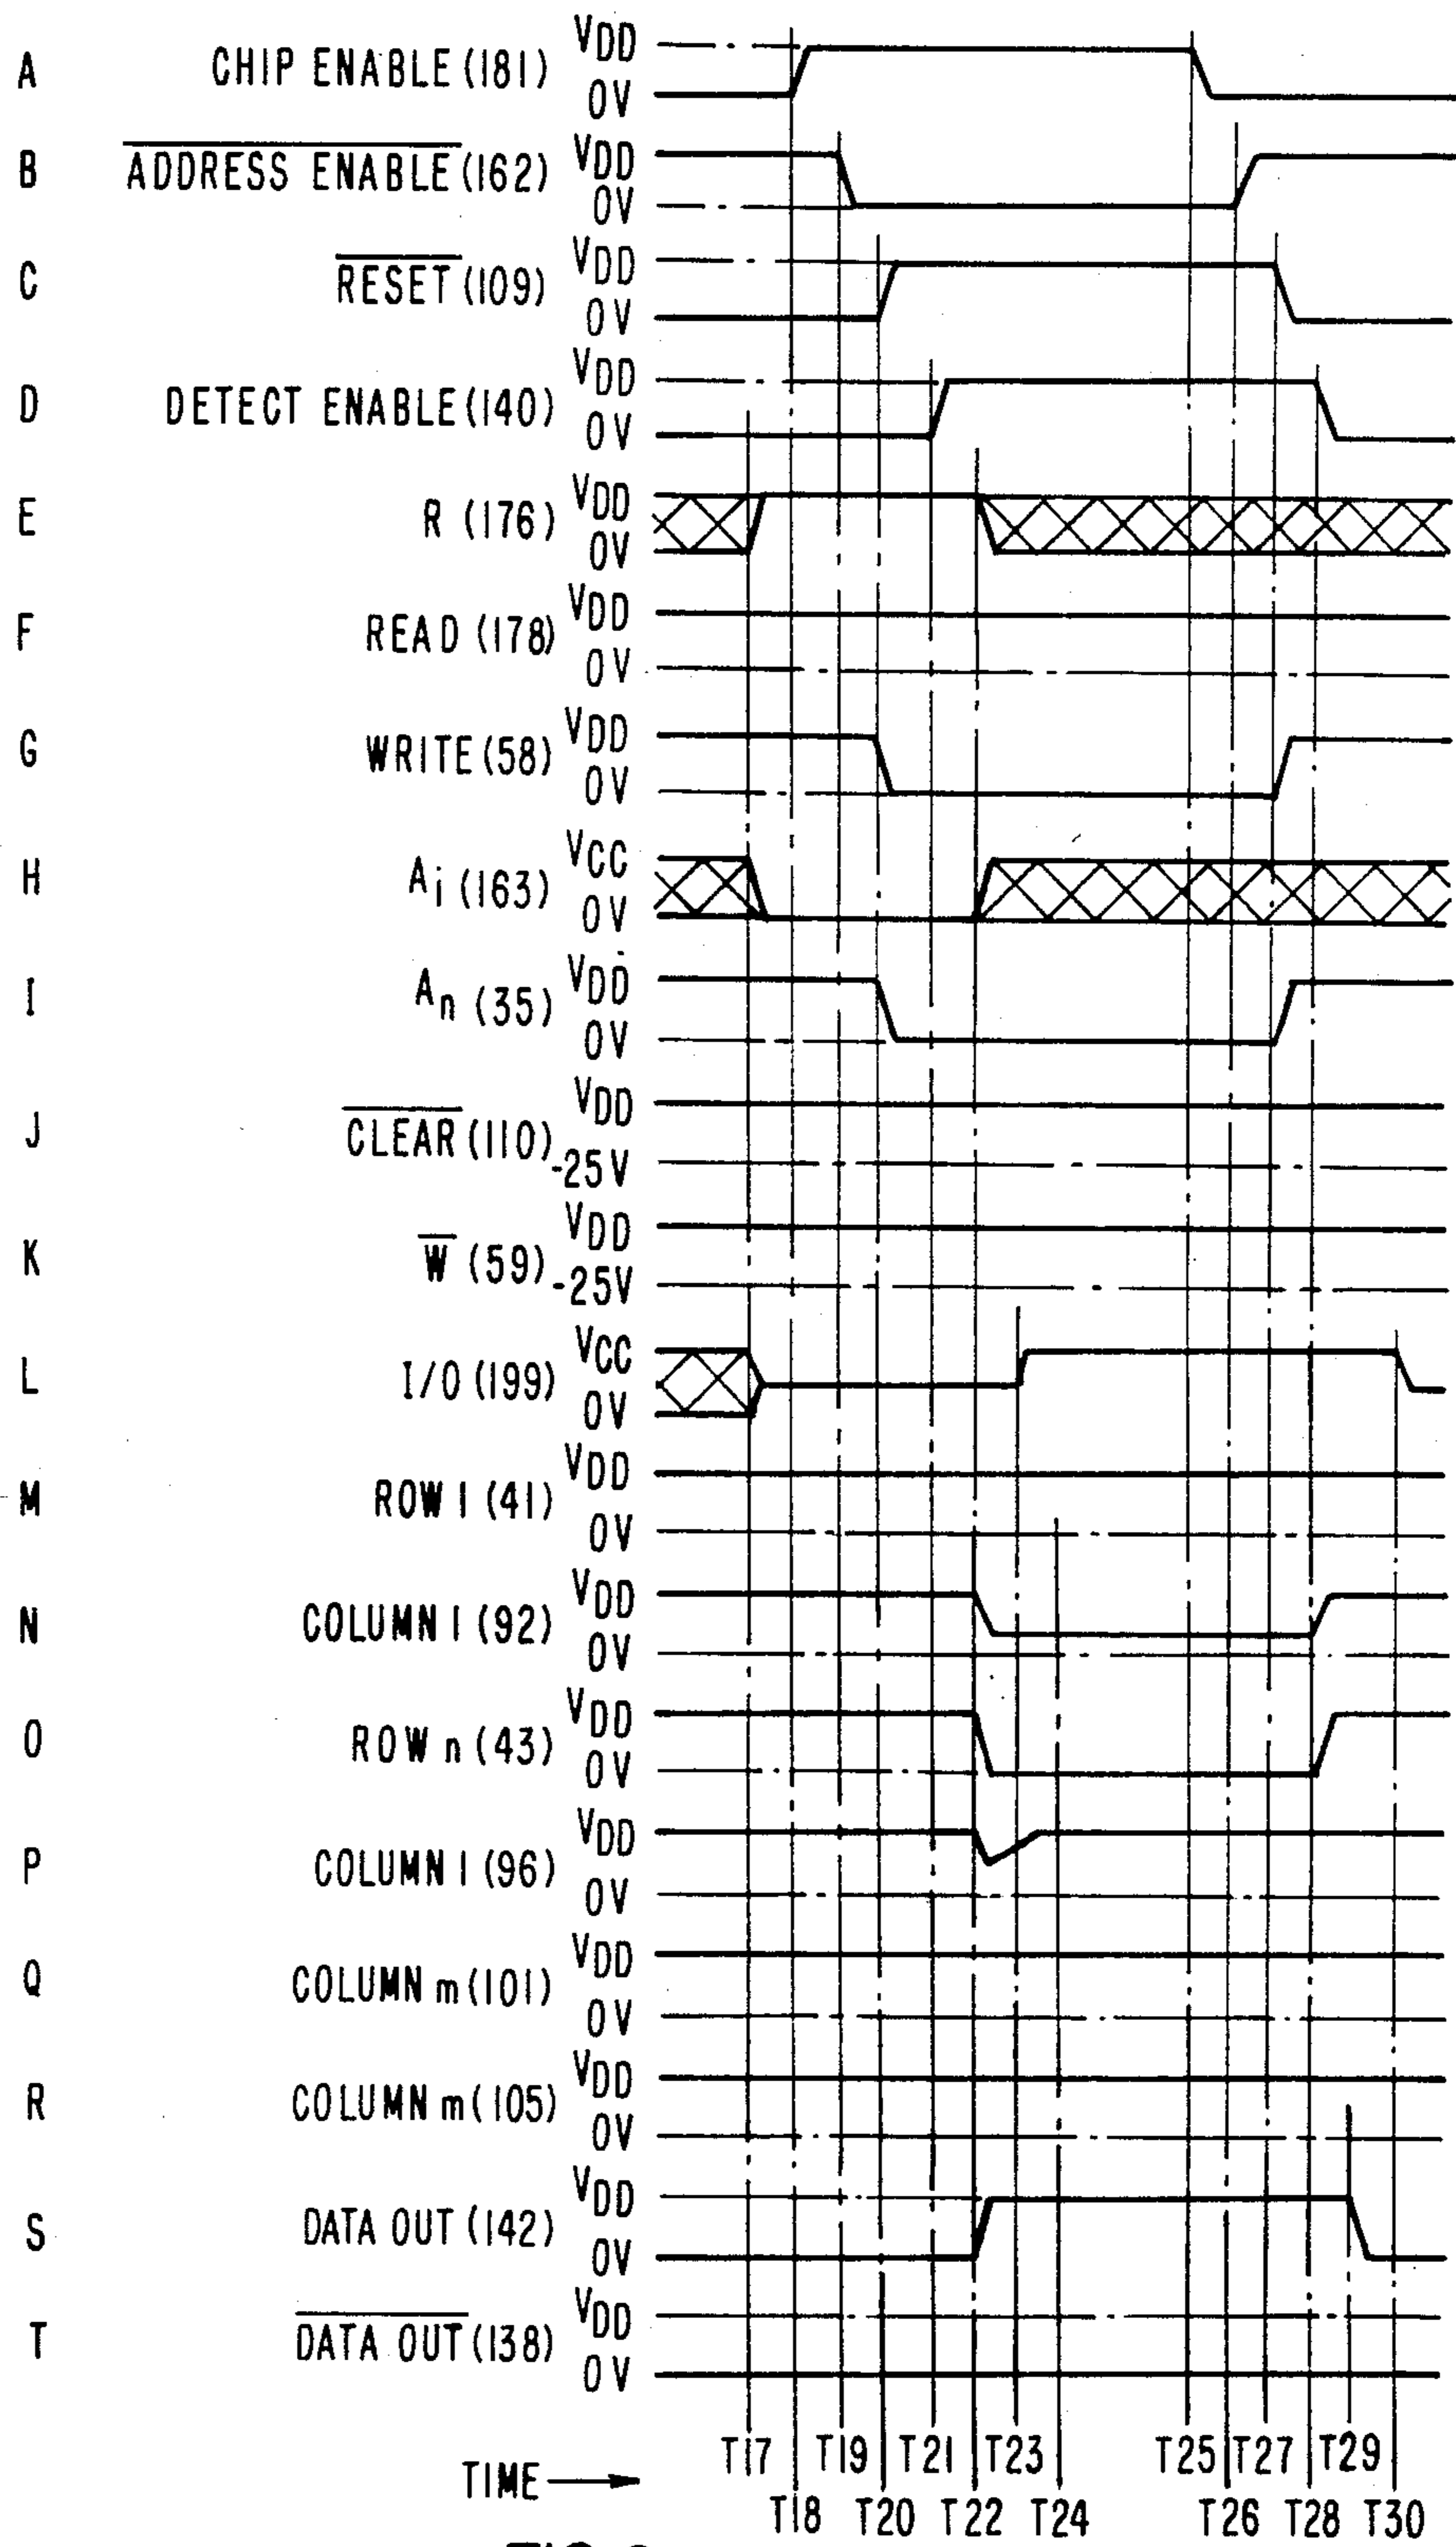 A CHIP ENABLE (181) VDD
0V
B ADDRESS ENABLE (162) VDD
0V
C RESET (109) VDD
0V
D DETECT ENABLE (140) VDD
0V
E R (176) VDD
0V
F READ (178) VDD
0V
G WRITE (58) VDD
0V
H Ai (163) VCC
0V
I An (35) VDD
0V
J CLEAR (110) VDD
-25V
K W (59) VDD
-25V
L I/O (199) VCC
0V
M ROW 1 (41) VDD
0V
N COLUMN 1 (92) VDD
0V
O ROW n (43) VDD
0V
P COLUMN 1 (96) VDD
0V
Q COLUMN m (101) VDD
0V
R COLUMN m (105) VDD
0V
S DATA OUT (142) VDD
0V
T DATA OUT (138) VDD
0V
T17 T19 T21 T23 T25 T27 T29
TIME
T18 T20 T22 T24 T26 T28 T30